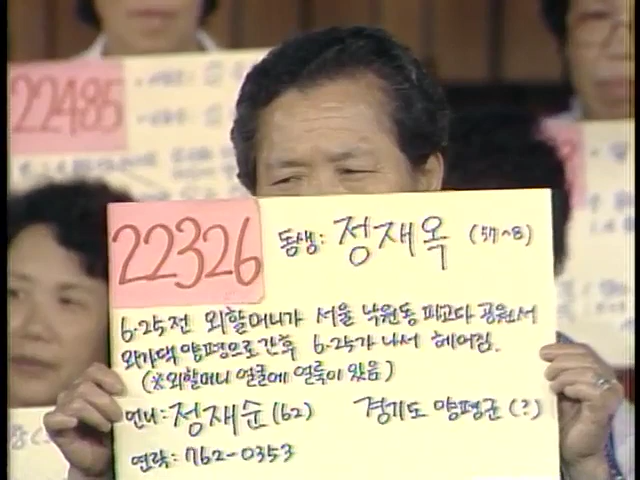 22485
22326
동생: 정재옥 (57~8)
6·25전 외할머니가 서울 낙원동 파고다 공원서
외가댁 양평으로 간후 6·25가 나서 헤어짐.
(※외할머니 얼굴에 얼룩이 있음)
언니: 정재순 (62) 경기도 양평군 (?)
연락: 762-0353